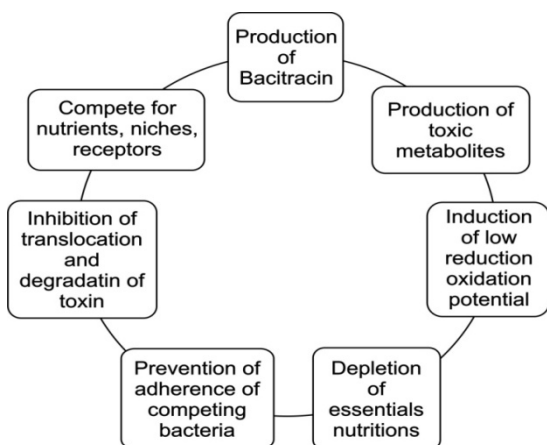 Production
of
Bacitracin
Production of
toxic
metabolites
Induction
of low
reduction
oxidation
potential
Depletion
of
essentials
nutritions
Prevention of
adherence of
competing
bacteria
Inhibition of
translocation
and
degradatin of
toxin
Compete for
nutrients, niches,
receptors